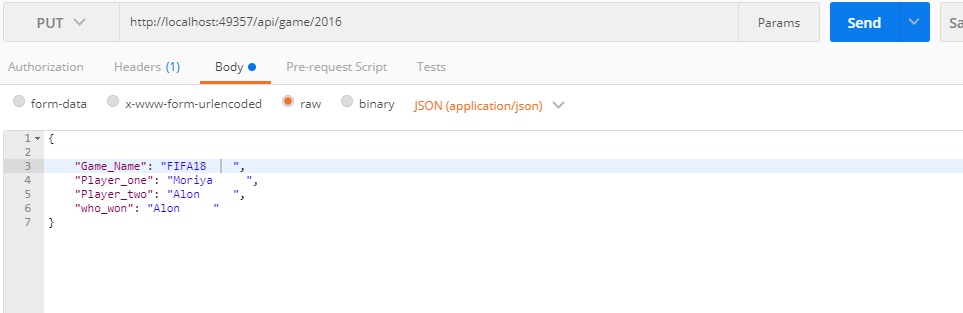 PUT http://localhost:49357/api/game/2016 Params Send Sa
Authorization Headers (1) Body Pre-request Script Tests
form-data x-www-form-urlencoded raw binary JSON (application/json)
1 {
2
3 "Game_Name": "FIFA18    ",
4 "Player_one": "Moriya     ",
5 "Player_two": "Alon     ",
6 "who_won": "Alon     "
7 }